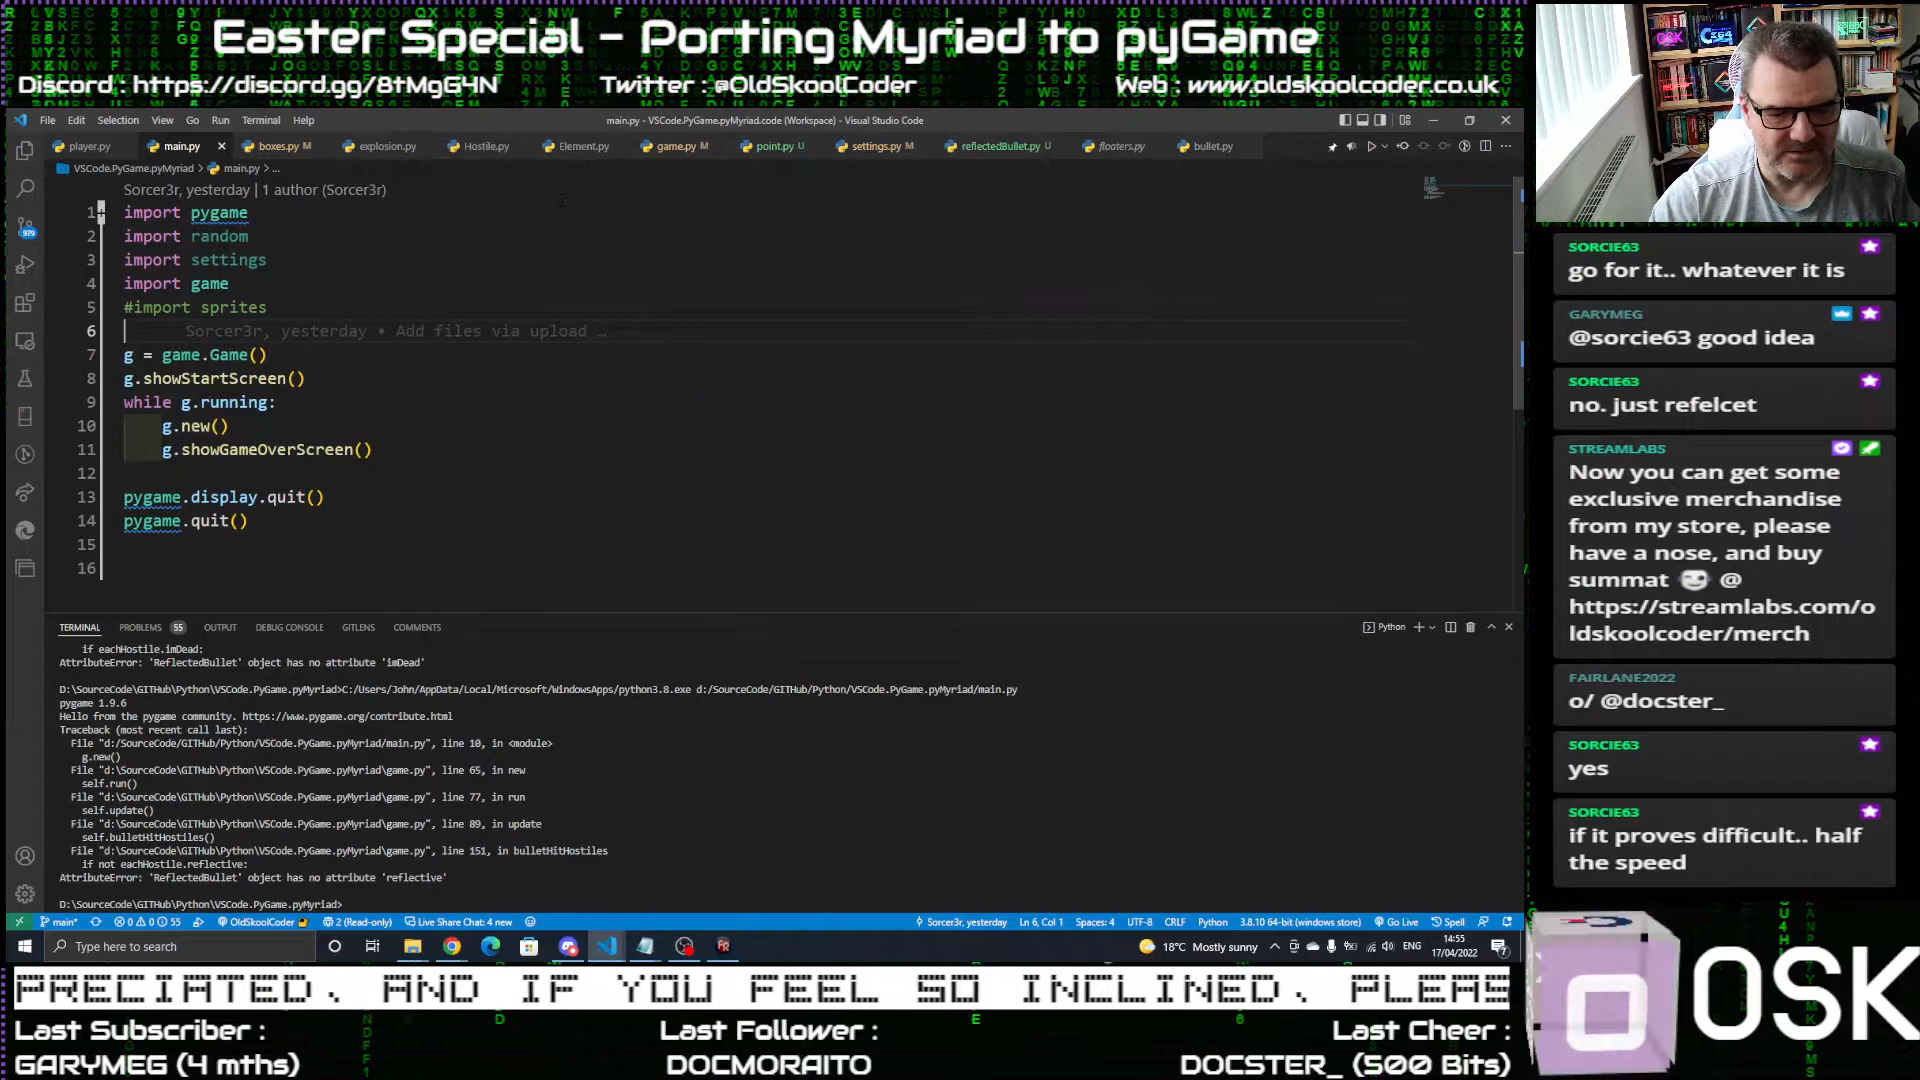 Easter Special - Porting Myriad to pyGame
Discord : https://discord.gg/8tMgG4N
Twitter : @OldSkoolCoder
Web : www.oldskoolcoder.co.uk
File Edit Selection View Go Run Terminal Help
main.py - VSCode.PyGame.pyMyriad.code (Workspace) - Visual Studio Code
player.py main.py boxes.py M explosion.py Hostile.py Element.py game.py M point.py U settings.py M reflectedBullet.py U floaters.py bullet.py
VSCode.PyGame.pyMyriad > main.py > ...
Sorcer3r, yesterday | 1 author (Sorcer3r)
1 import pygame
2 import random
3 import settings
4 import game
5 #import sprites
6 Sorcer3r, yesterday • Add files via upload …
7 g = game.Game()
8 g.showStartScreen()
9 while g.running:
10 g.new()
11 g.showGameOverScreen()
12
13 pygame.display.quit()
14 pygame.quit()
15
16
TERMINAL PROBLEMS 55 OUTPUT DEBUG CONSOLE GITLENS COMMENTS
Python
if eachHostile.imDead:
AttributeError: 'ReflectedBullet' object has no attribute 'imDead'
D:\SourceCode\GITHub\Python\VSCode.PyGame.pyMyriad>C:/Users/John/AppData/Local/Microsoft/WindowsApps/python3.8.exe d:/SourceCode/GITHub/Python/VSCode.PyGame.pyMyriad/main.py
pygame 1.9.6
Hello from the pygame community. https://www.pygame.org/contribute.html
Traceback (most recent call last):
File "d:/SourceCode/GITHub/Python/VSCode.PyGame.pyMyriad/main.py", line 10, in <module>
g.new()
File "d:\SourceCode\GITHub\Python\VSCode.PyGame.pyMyriad\game.py", line 65, in new
self.run()
File "d:\SourceCode\GITHub\Python\VSCode.PyGame.pyMyriad\game.py", line 77, in run
self.update()
File "d:\SourceCode\GITHub\Python\VSCode.PyGame.pyMyriad\game.py", line 89, in update
self.bulletHitHostiles()
File "d:\SourceCode\GITHub\Python\VSCode.PyGame.pyMyriad\game.py", line 151, in bulletHitHostiles
if not eachHostile.reflective:
AttributeError: 'ReflectedBullet' object has no attribute 'reflective'
D:\SourceCode\GITHub\Python\VSCode.PyGame.pyMyriad>
main* 0 0 55 OldSkoolCoder 2 (Read-only) Live Share Chat: 4 new
Sorcer3r, yesterday Ln 6, Col 1 Spaces: 4 UTF-8 CRLF Python 3.8.10 64-bit (windows store) Go Live Spell
Type here to search
18°C Mostly sunny
ENG
14:55
17/04/2022
SORCIE63
go for it.. whatever it is
GARYMEG
@sorcie63 good idea
SORCIE63
no. just refelcet
STREAMLABS
Now you can get some
exclusive merchandise
from my store, please
have a nose, and buy
summat @
https://streamlabs.com/o
ldskoolcoder/merch
FAIRLANE2022
o/ @docster_
SORCIE63
yes
SORCIE63
if it proves difficult.. half
the speed
PRECIATED. AND IF YOU FEEL SO INCLINED, PLEAS
Last Subscriber :
GARYMEG (4 mths)
Last Follower :
DOCMORAITO
Last Cheer :
DOCSTER_ (500 Bits)
OSK